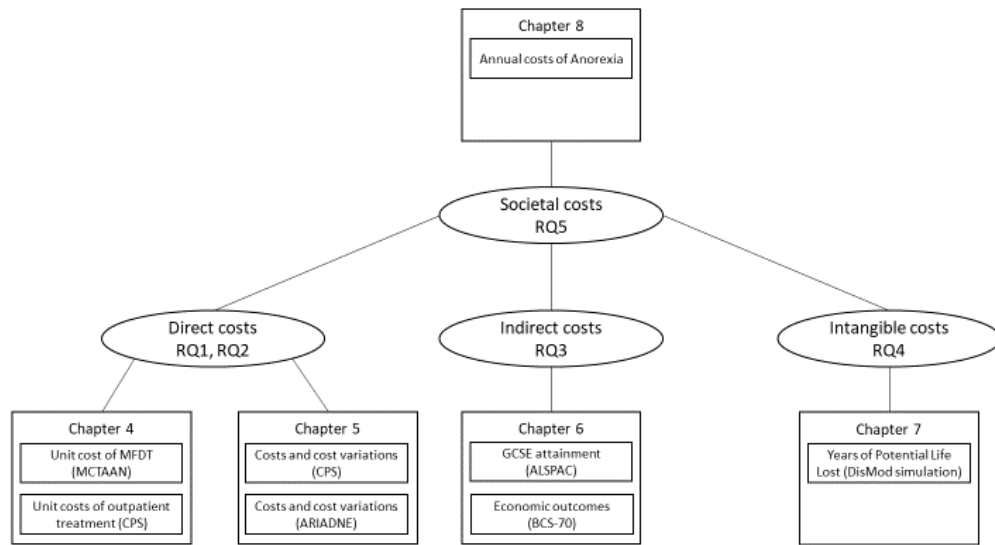 Chapter 8
Annual costs of Anorexia
Societal costs
RQ5
Direct costs
RQ1, RQ2
Indirect costs
RQ3
Intangible costs
RQ4
Chapter 4
Unit cost of MFDT
(MCTAAN)
Unit costs of outpatient
treatment (CPS)
Chapter 5
Costs and cost variations
(CPS)
Costs and cost variations
(ARIADNE)
Chapter 6
GCSE attainment
(ALSPAC)
Economic outcomes
(BCS-70)
Chapter 7
Years of Potential Life
Lost (DisMod simulation)